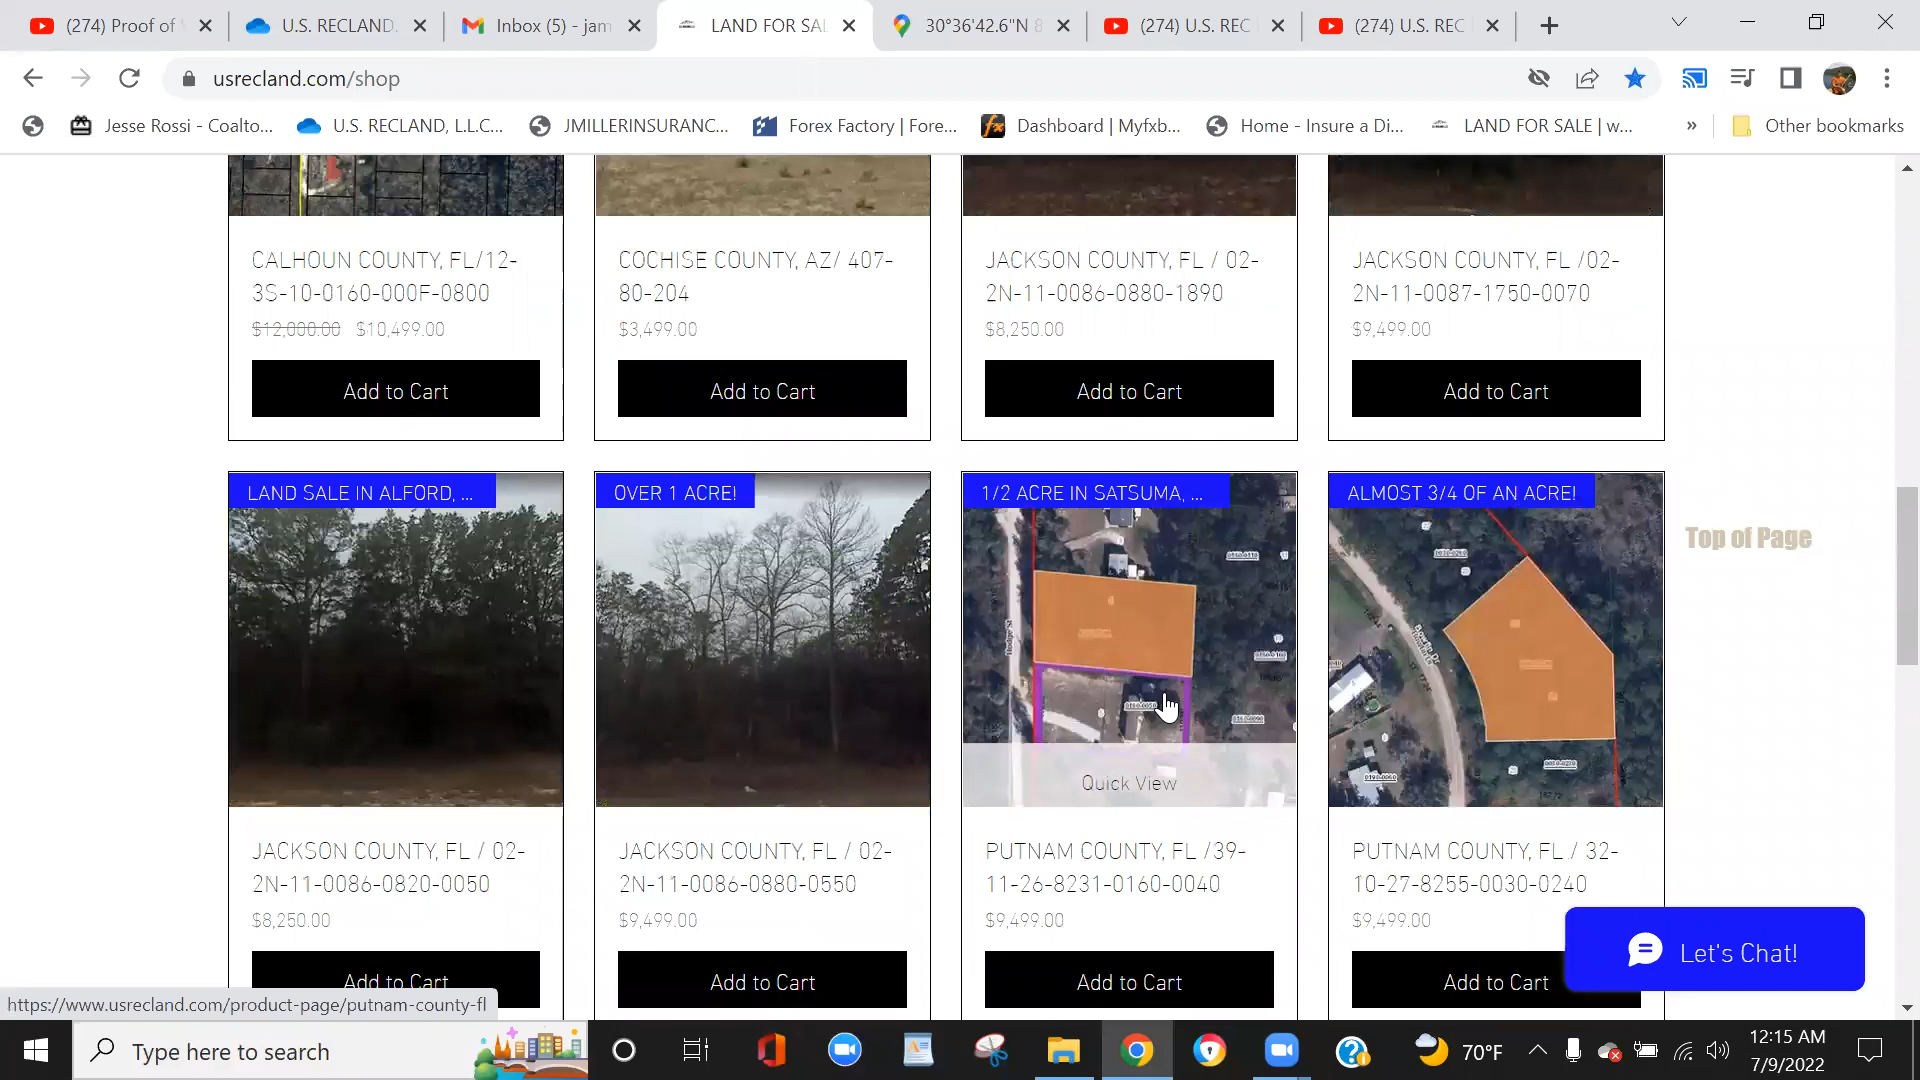 (274) Proof of
U.S. RECLAND.
Inbox (5) - jam
LAND FOR SAL
30°36'42.6"N 8
(274) U.S. REC
(274) U.S. REC
usrecland.com/shop
Jesse Rossi - Coalto...
U.S. RECLAND, L.L.C...
JMILLERINSURANC...
Forex Factory | Fore...
Dashboard | Myfxb...
Home - Insure a Di...
LAND FOR SALE | w...
»
Other bookmarks
CALHOUN COUNTY, FL/12-
3S-10-0160-000F-0800
$12,000.00 $10,499.00
Add to Cart
COCHISE COUNTY, AZ/ 407-
80-204
$3,499.00
Add to Cart
JACKSON COUNTY, FL / 02-
2N-11-0086-0880-1890
$8,250.00
Add to Cart
JACKSON COUNTY, FL /02-
2N-11-0087-1750-0070
$9,499.00
Add to Cart
LAND SALE IN ALFORD, ...
OVER 1 ACRE!
1/2 ACRE IN SATSUMA, ...
ALMOST 3/4 OF AN ACRE!
Top of Page
Quick View
JACKSON COUNTY, FL / 02-
2N-11-0086-0820-0050
$8,250.00
Add to Cart
JACKSON COUNTY, FL / 02-
2N-11-0086-0880-0550
$9,499.00
Add to Cart
PUTNAM COUNTY, FL /39-
11-26-8231-0160-0040
$9,499.00
Add to Cart
PUTNAM COUNTY, FL / 32-
10-27-8255-0030-0240
$9,499.00
Add to Cart
Let's Chat!
https://www.usrecland.com/product-page/putnam-county-fl
Type here to search
70°F
12:15 AM
7/9/2022